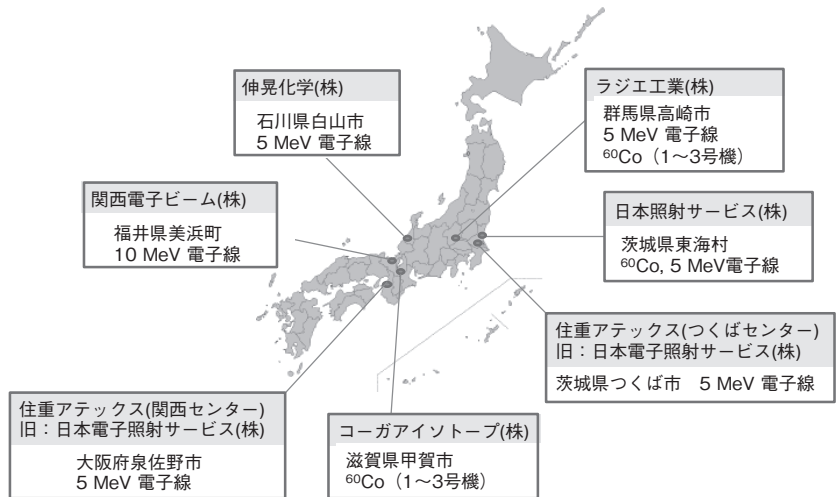 伸晃化学(株)
石川県白山市
5 MeV 電子線
ラジエ工業(株)
群馬県高崎市
5 MeV 電子線
⁶⁰Co（1〜3号機）
関西電子ビーム(株)
福井県美浜町
10 MeV 電子線
日本照射サービス(株)
茨城県東海村
⁶⁰Co, 5 MeV電子線
住重アテックス(つくばセンター)
旧：日本電子照射サービス(株)
茨城県つくば市　5 MeV 電子線
住重アテックス(関西センター)
旧：日本電子照射サービス(株)
大阪府泉佐野市
5 MeV 電子線
コーガアイソトープ(株)
滋賀県甲賀市
⁶⁰Co（1〜3号機）